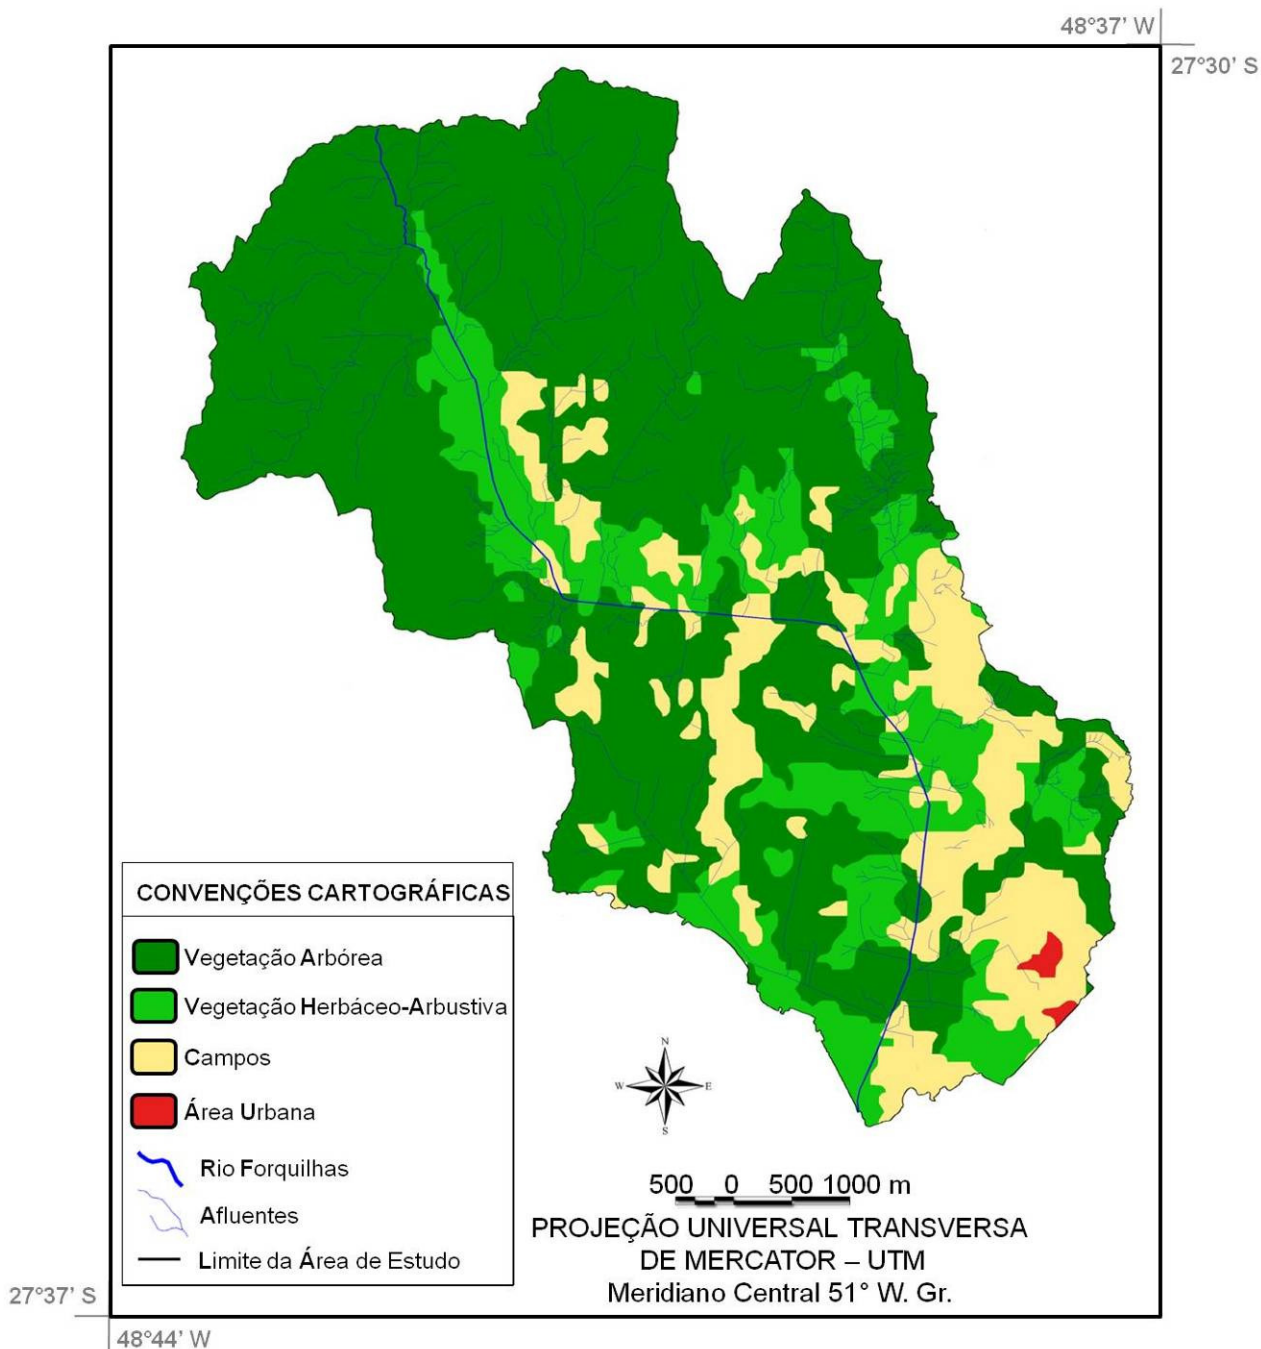 48°37' W
27°30' S
CONVENÇÕES CARTOGRÁFICAS
Vegetação Arbórea
Vegetação Herbáceo-Arbustiva
Campos
Área Urbana
Rio Forquilhas
Afluentes
Limite da Área de Estudo
N
W E
S
500 0 500 1000 m
PROJEÇÃO UNIVERSAL TRANSVERSA
DE MERCATOR – UTM
Meridiano Central 51° W. Gr.
27°37' S
48°44' W